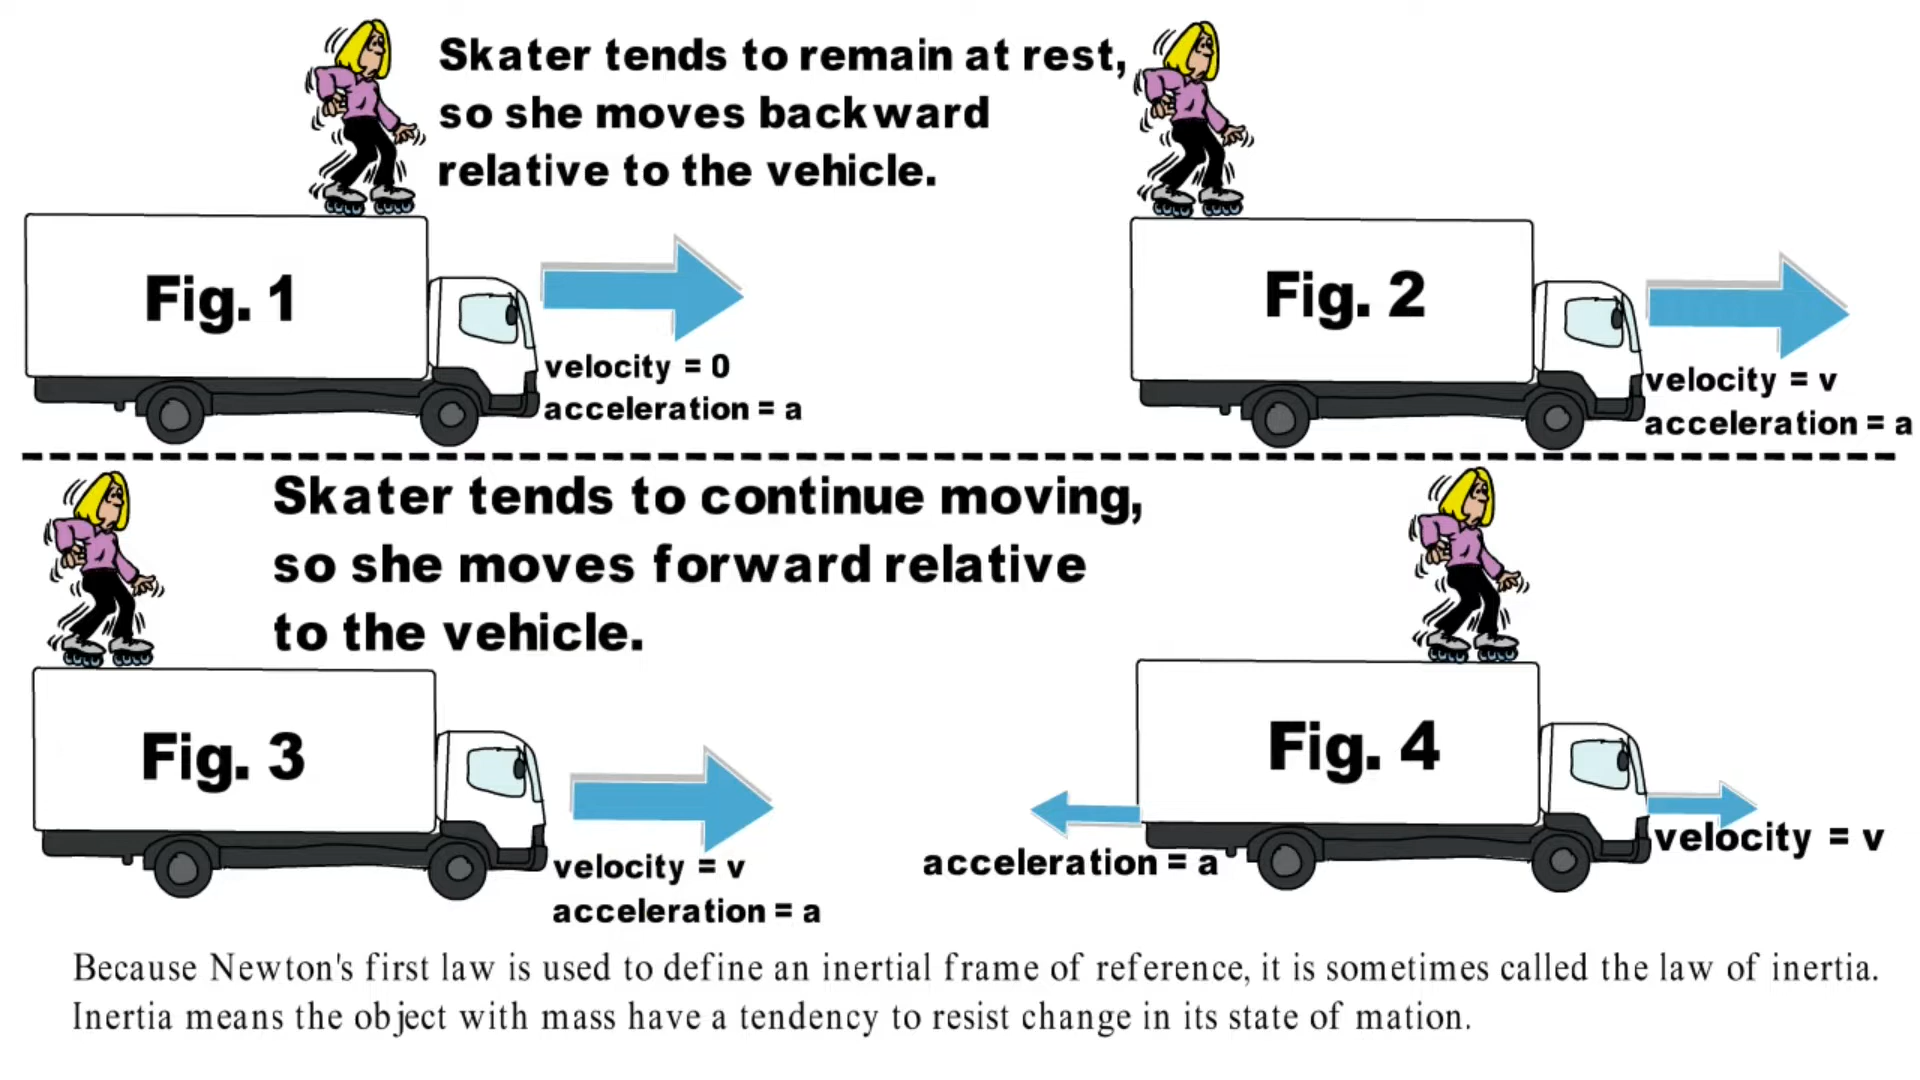 Skater tends to remain at rest,
so she moves backward
relative to the vehicle.
Fig. 1
velocity = 0
acceleration = a
Fig. 2
velocity = v
acceleration = a
Skater tends to continue moving,
so she moves forward relative
to the vehicle.
Fig. 3
velocity = v
acceleration = a
Fig. 4
acceleration = a
velocity = v
Because Newton's first law is used to define an inertial frame of reference, it is sometimes called the law of inertia.
Inertia means the object with mass have a tendency to resist change in its state of mation.